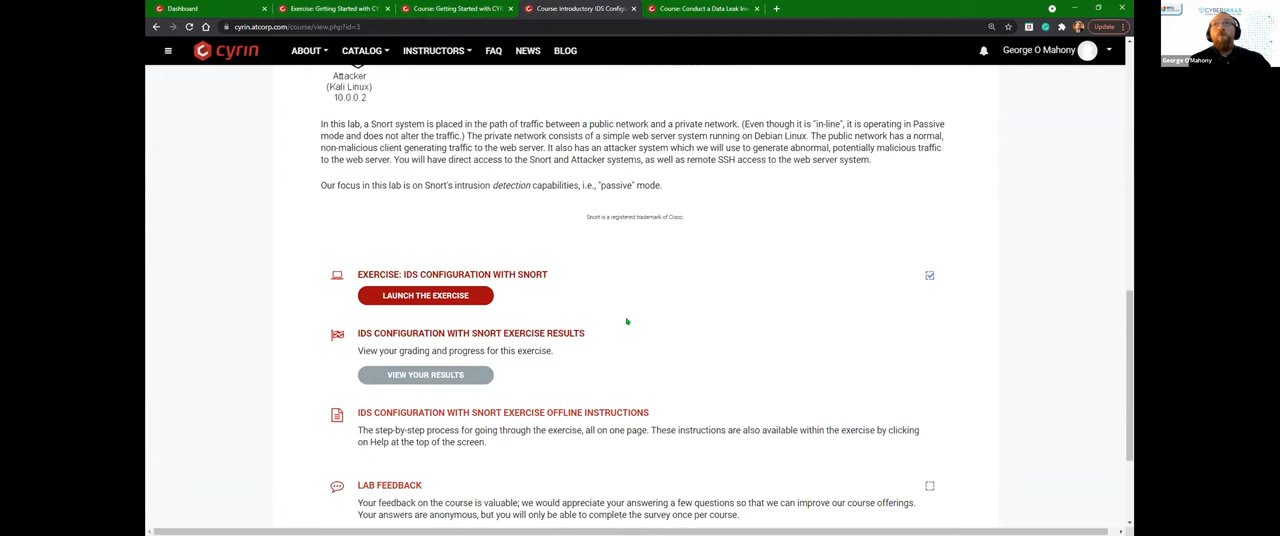 Dashboard
Exercise: Getting Started with CY
Course: Getting Started with CYR
Course: Introductory IDS Configu
Course: Conduct a Data Leak Inv
cyrin.atcorp.com/course/view.php?id=3
Update
cyrin
ABOUT
CATALOG
INSTRUCTORS
FAQ
NEWS
BLOG
George O Mahony
CYBERSKILLS
George O Mahony
Attacker
(Kali Linux)
10.0.0.2
In this lab, a Snort system is placed in the path of traffic between a public network and a private network. (Even though it is "in-line", it is operating in Passive
mode and does not alter the traffic.) The private network consists of a simple web server system running on Debian Linux. The public network has a normal,
non-malicious client generating traffic to the web server. It also has an attacker system which we will use to generate abnormal, potentially malicious traffic
to the web server. You will have direct access to the Snort and Attacker systems, as well as remote SSH access to the web server system.
Our focus in this lab is on Snort's intrusion detection capabilities, i.e., "passive" mode.
Snort is a registered trademark of Cisco.
EXERCISE: IDS CONFIGURATION WITH SNORT
LAUNCH THE EXERCISE
IDS CONFIGURATION WITH SNORT EXERCISE RESULTS
View your grading and progress for this exercise.
VIEW YOUR RESULTS
IDS CONFIGURATION WITH SNORT EXERCISE OFFLINE INSTRUCTIONS
The step-by-step process for going through the exercise, all on one page. These instructions are also available within the exercise by clicking
on Help at the top of the screen.
LAB FEEDBACK
Your feedback on the course is valuable; we would appreciate your answering a few questions so that we can improve our course offerings.
Your answers are anonymous, but you will only be able to complete the survey once per course.